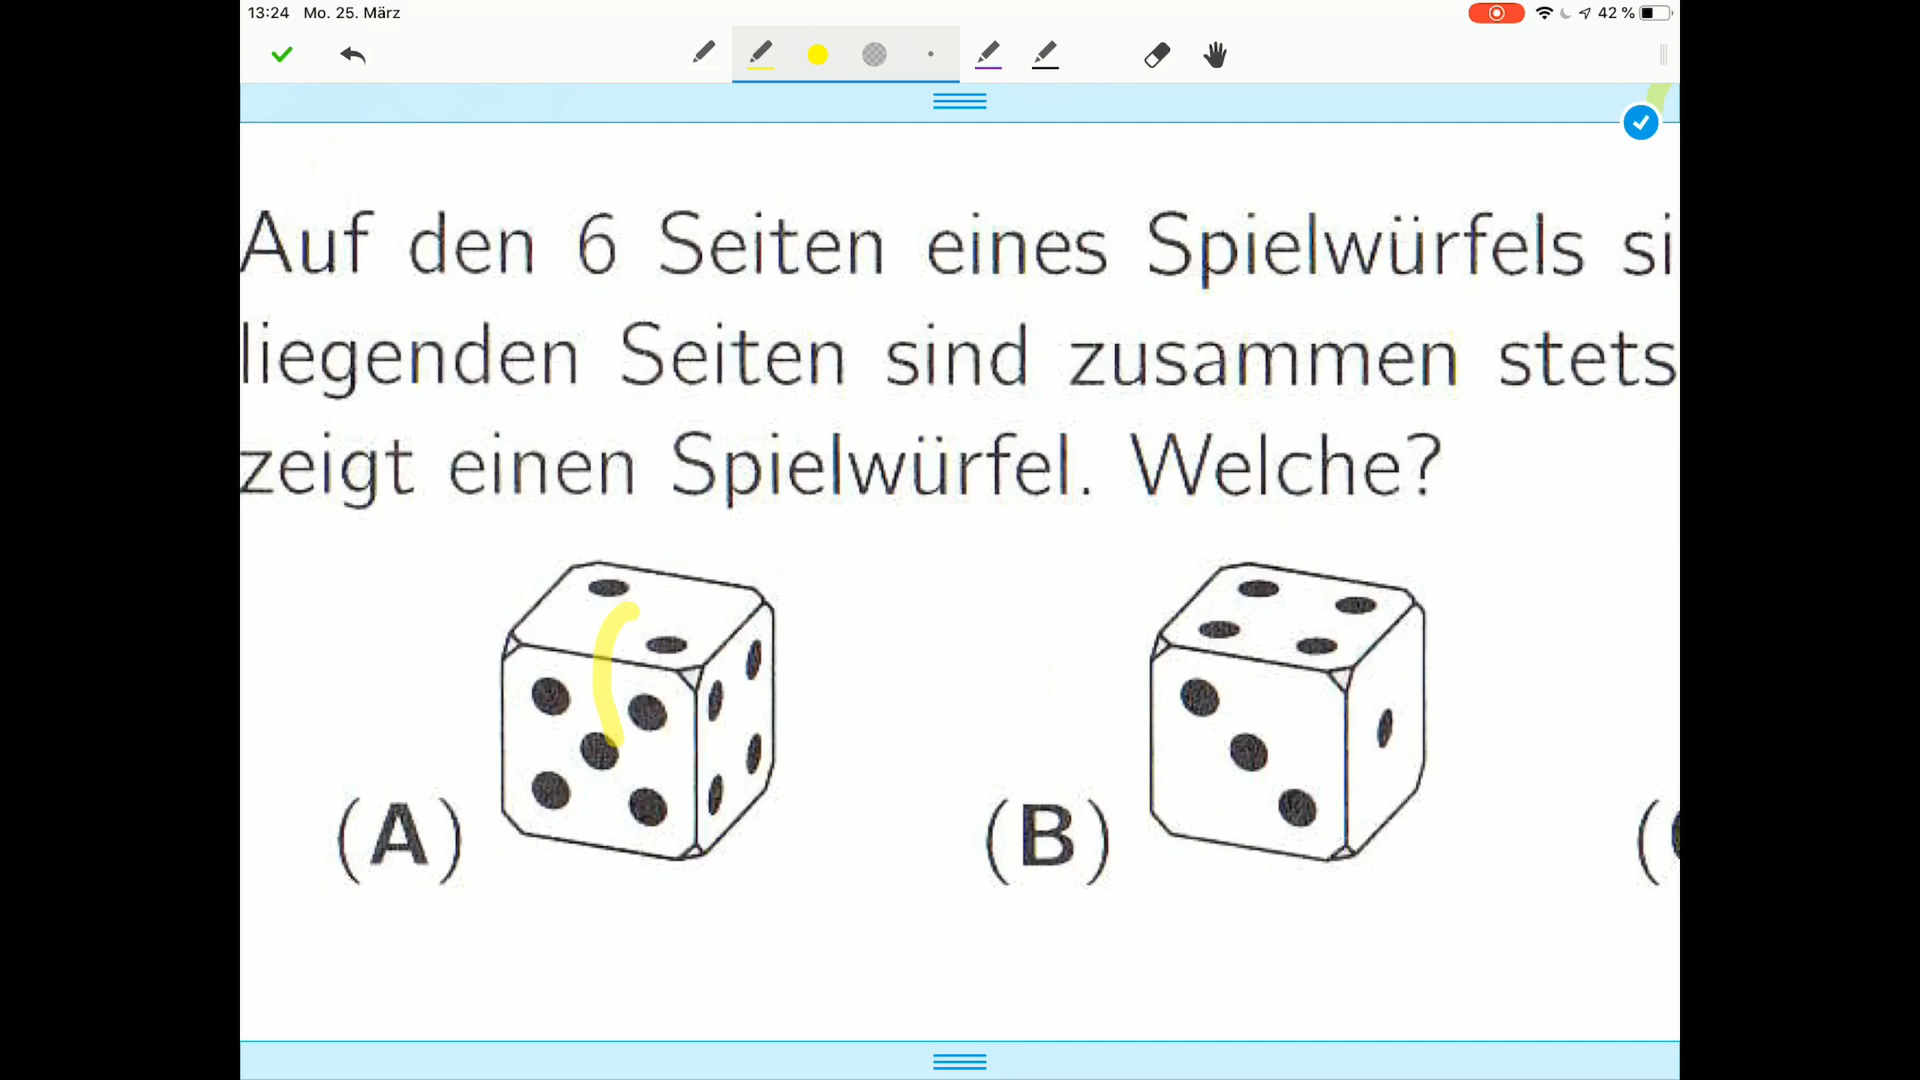 13:24 Mo. 25. März 42 %
Auf den 6 Seiten eines Spielwürfels si
liegenden Seiten sind zusammen stets
zeigt einen Spielwürfel. Welche?
(A) (B) (